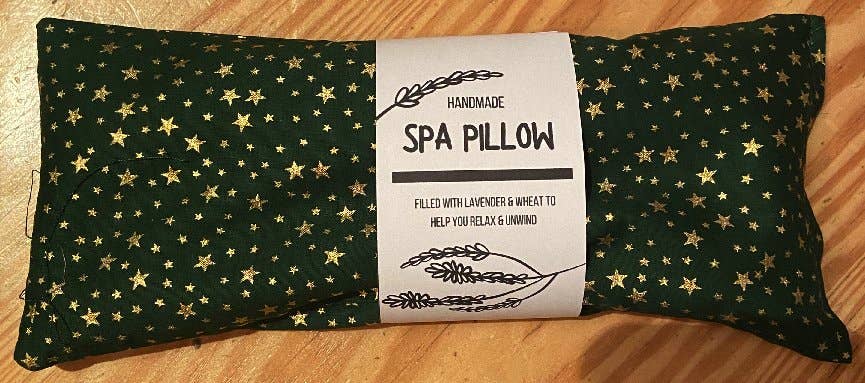 HANDMADE
SPA PILLOW
FILLED WITH LAVENDER & WHEAT TO
HELP YOU RELAX & UNWIND